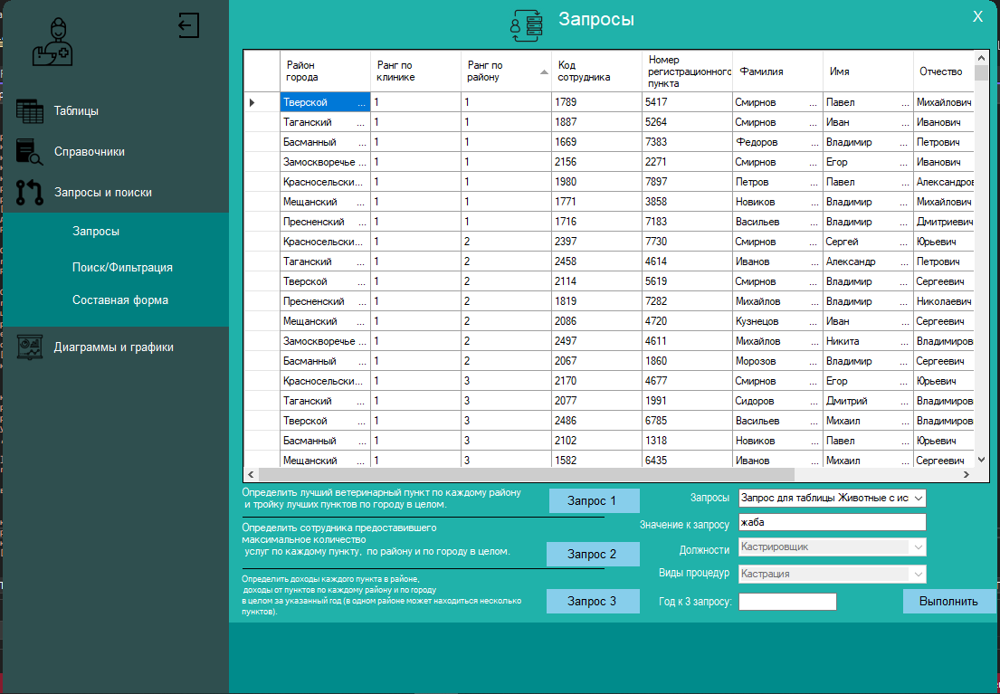 Запросы
X
Таблицы
Справочники
Запросы и поиски
Запросы
Поиск/Фильтрация
Составная форма
Диаграммы и графики
Район города Ранг по клинике Ранг по району Код сотрудника Номер регистрационного пункта Фамилия Имя Отчество
Тверской ... 1 1 1789 5417 Смирнов ... Павел ... Михайлович
Таганский ... 1 1 1887 5264 Смирнов ... Иван ... Иванович
Басманный ... 1 1 1669 7383 Федоров ... Владимир ... Петрович
Замоскворечье ... 1 1 2156 2271 Смирнов ... Егор ... Иванович
Красносельски... 1 1 1980 7897 Петров ... Павел ... Александров
Мещанский ... 1 1 1771 3858 Новиков ... Владимир ... Михайлович
Пресненский ... 1 1 1716 7183 Васильев ... Владимир ... Дмитриевич
Красносельски... 1 2 2397 7730 Смирнов ... Сергей ... Юрьевич
Таганский ... 1 2 2458 4614 Иванов ... Александр ... Петрович
Тверской ... 1 2 2114 5619 Смирнов ... Владимир ... Сергеевич
Пресненский ... 1 2 1819 7282 Михайлов ... Владимир ... Николаевич
Мещанский ... 1 2 2086 4720 Кузнецов ... Иван ... Сергеевич
Замоскворечье ... 1 2 2497 4611 Михайлов ... Никита ... Владимиров
Басманный ... 1 2 2067 1860 Морозов ... Владимир ... Сергеевич
Красносельски... 1 3 2170 4677 Смирнов ... Егор ... Юрьевич
Таганский ... 1 3 2077 1991 Сидоров ... Дмитрий ... Владимиров
Тверской ... 1 3 2486 6785 Васильев ... Михаил ... Владимиров
Басманный ... 1 3 2102 1318 Новиков ... Павел ... Юрьевич
Мещанский ... 1 3 1582 6435 Иванов ... Михаил ... Сергеевич
Определить лучший ветеринарный пункт по каждому району
и тройку лучших пунктов по городу в целом.
Запрос 1
Определить сотрудника предоставившего
максимальное количество
услуг по каждому пункту, по району и по городу в целом.
Запрос 2
Определить доходы каждого пункта в районе,
доходы от пунктов по каждому району и по городу
в целом за указанный год (в одном районе может находиться несколько
пунктов).
Запрос 3
Запросы Запрос для таблицы Животные с ис
Значение к запросу жаба
Должности Кастрировщик
Виды процедур Кастрация
Год к 3 запросу:
Выполнить